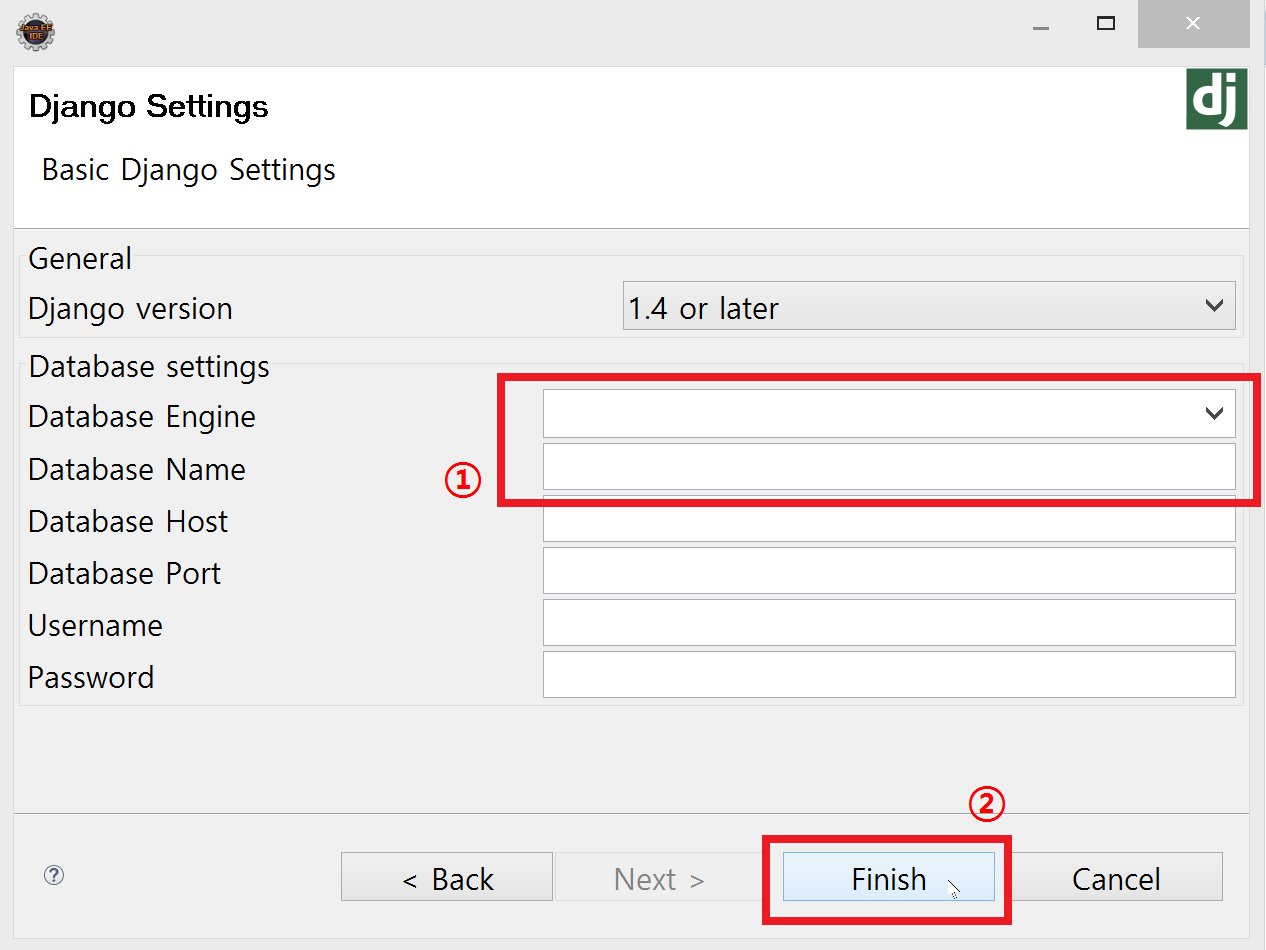 Java EE
IDE
Django Settings
dj
Basic Django Settings
General
Django version
1.4 or later
Database settings
Database Engine
Database Name
①
Database Host
Database Port
Username
Password
②
?
< Back
Next >
Finish
Cancel